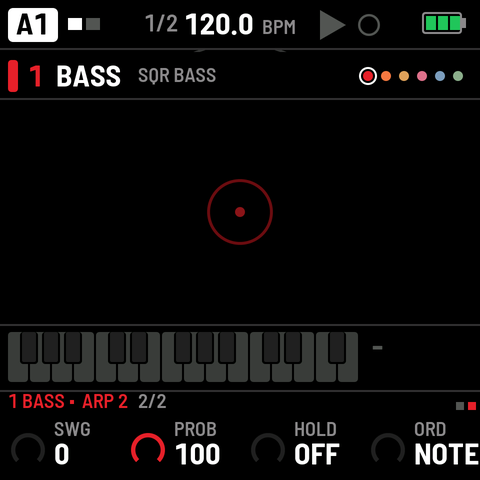 A1 1/2 120.0 BPM
1 BASS SQR BASS
-
1 BASS • ARP 2 2/2
SWG PROB HOLD ORD
0 100 OFF NOTE